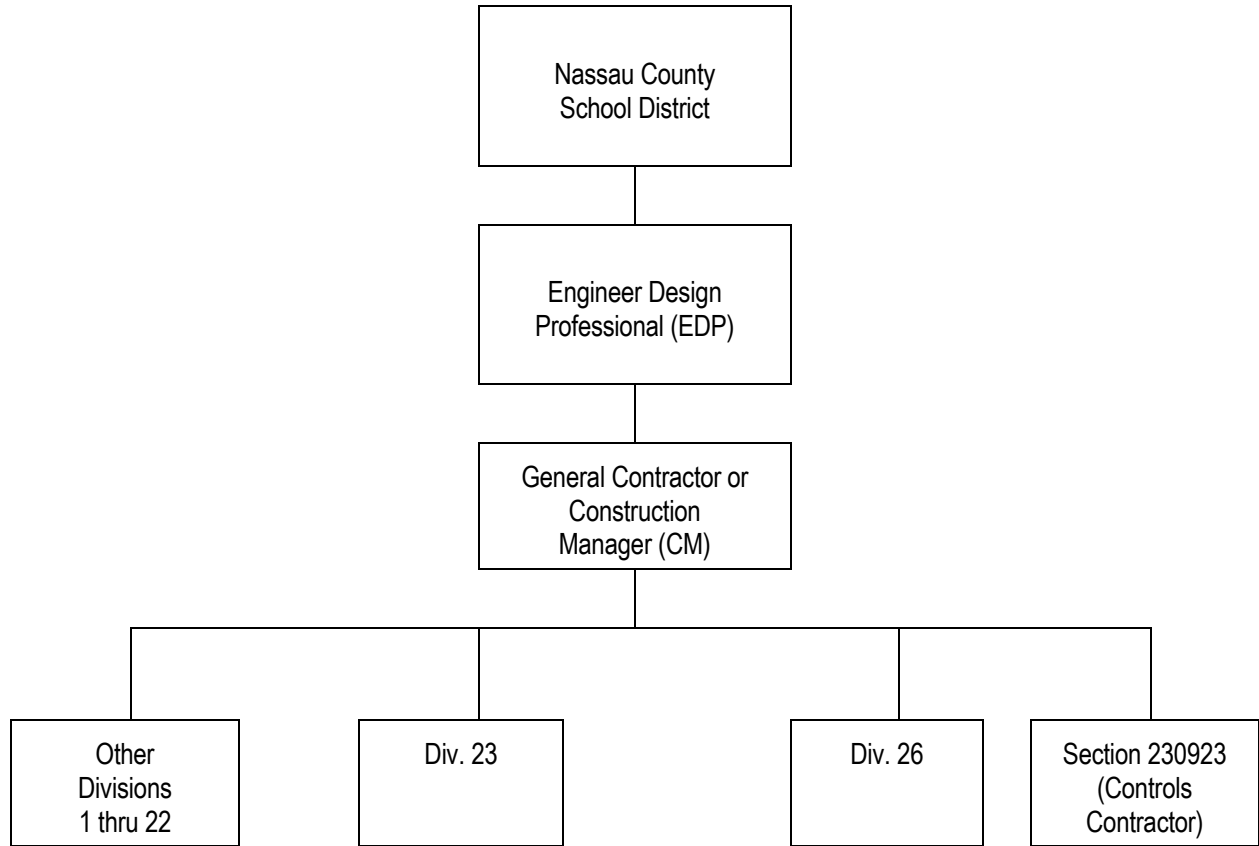 Nassau County
School District
Engineer Design
Professional (EDP)
General Contractor or
Construction
Manager (CM)
Other
Divisions
1 thru 22
Div. 23
Div. 26
Section 230923
(Controls
Contractor)